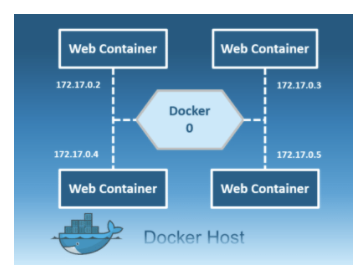 Web Container
Web Container
172.17.0.2
172.17.0.3
Docker
0
172.17.0.4
172.17.0.5
Web Container
Web Container
Docker Host